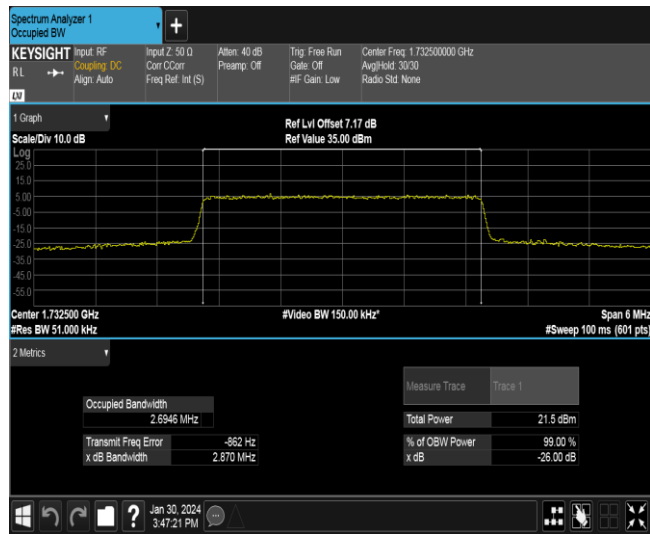 Spectrum Analyzer 1
Occupied BW
+
KEYSIGHT Input: RF Input Z: 50 Ω Atten: 40 dB Trig: Free Run Center Freq: 1.732500000 GHz
RL Coupling: DC Corr CCorr Preamp: Off Gate: Off Avg|Hold: 30/30
Align: Auto Freq Ref: Int (S) #IF Gain: Low Radio Std: None
LXI
1 Graph
Ref Lvl Offset 7.17 dB
Scale/Div 10.0 dB Ref Value 35.00 dBm
Log
25.0
15.0
5.00
-5.00
-15.0
-25.0
-35.0
-45.0
-55.0
Center 1.732500 GHz #Video BW 150.00 kHz* Span 6 MHz
#Res BW 51.000 kHz #Sweep 100 ms (601 pts)
2 Metrics
Measure Trace Trace 1
Occupied Bandwidth
2.6946 MHz
Total Power 21.5 dBm
Transmit Freq Error -862 Hz % of OBW Power 99.00 %
x dB Bandwidth 2.870 MHz x dB -26.00 dB
? Jan 30, 2024
3:47:21 PM